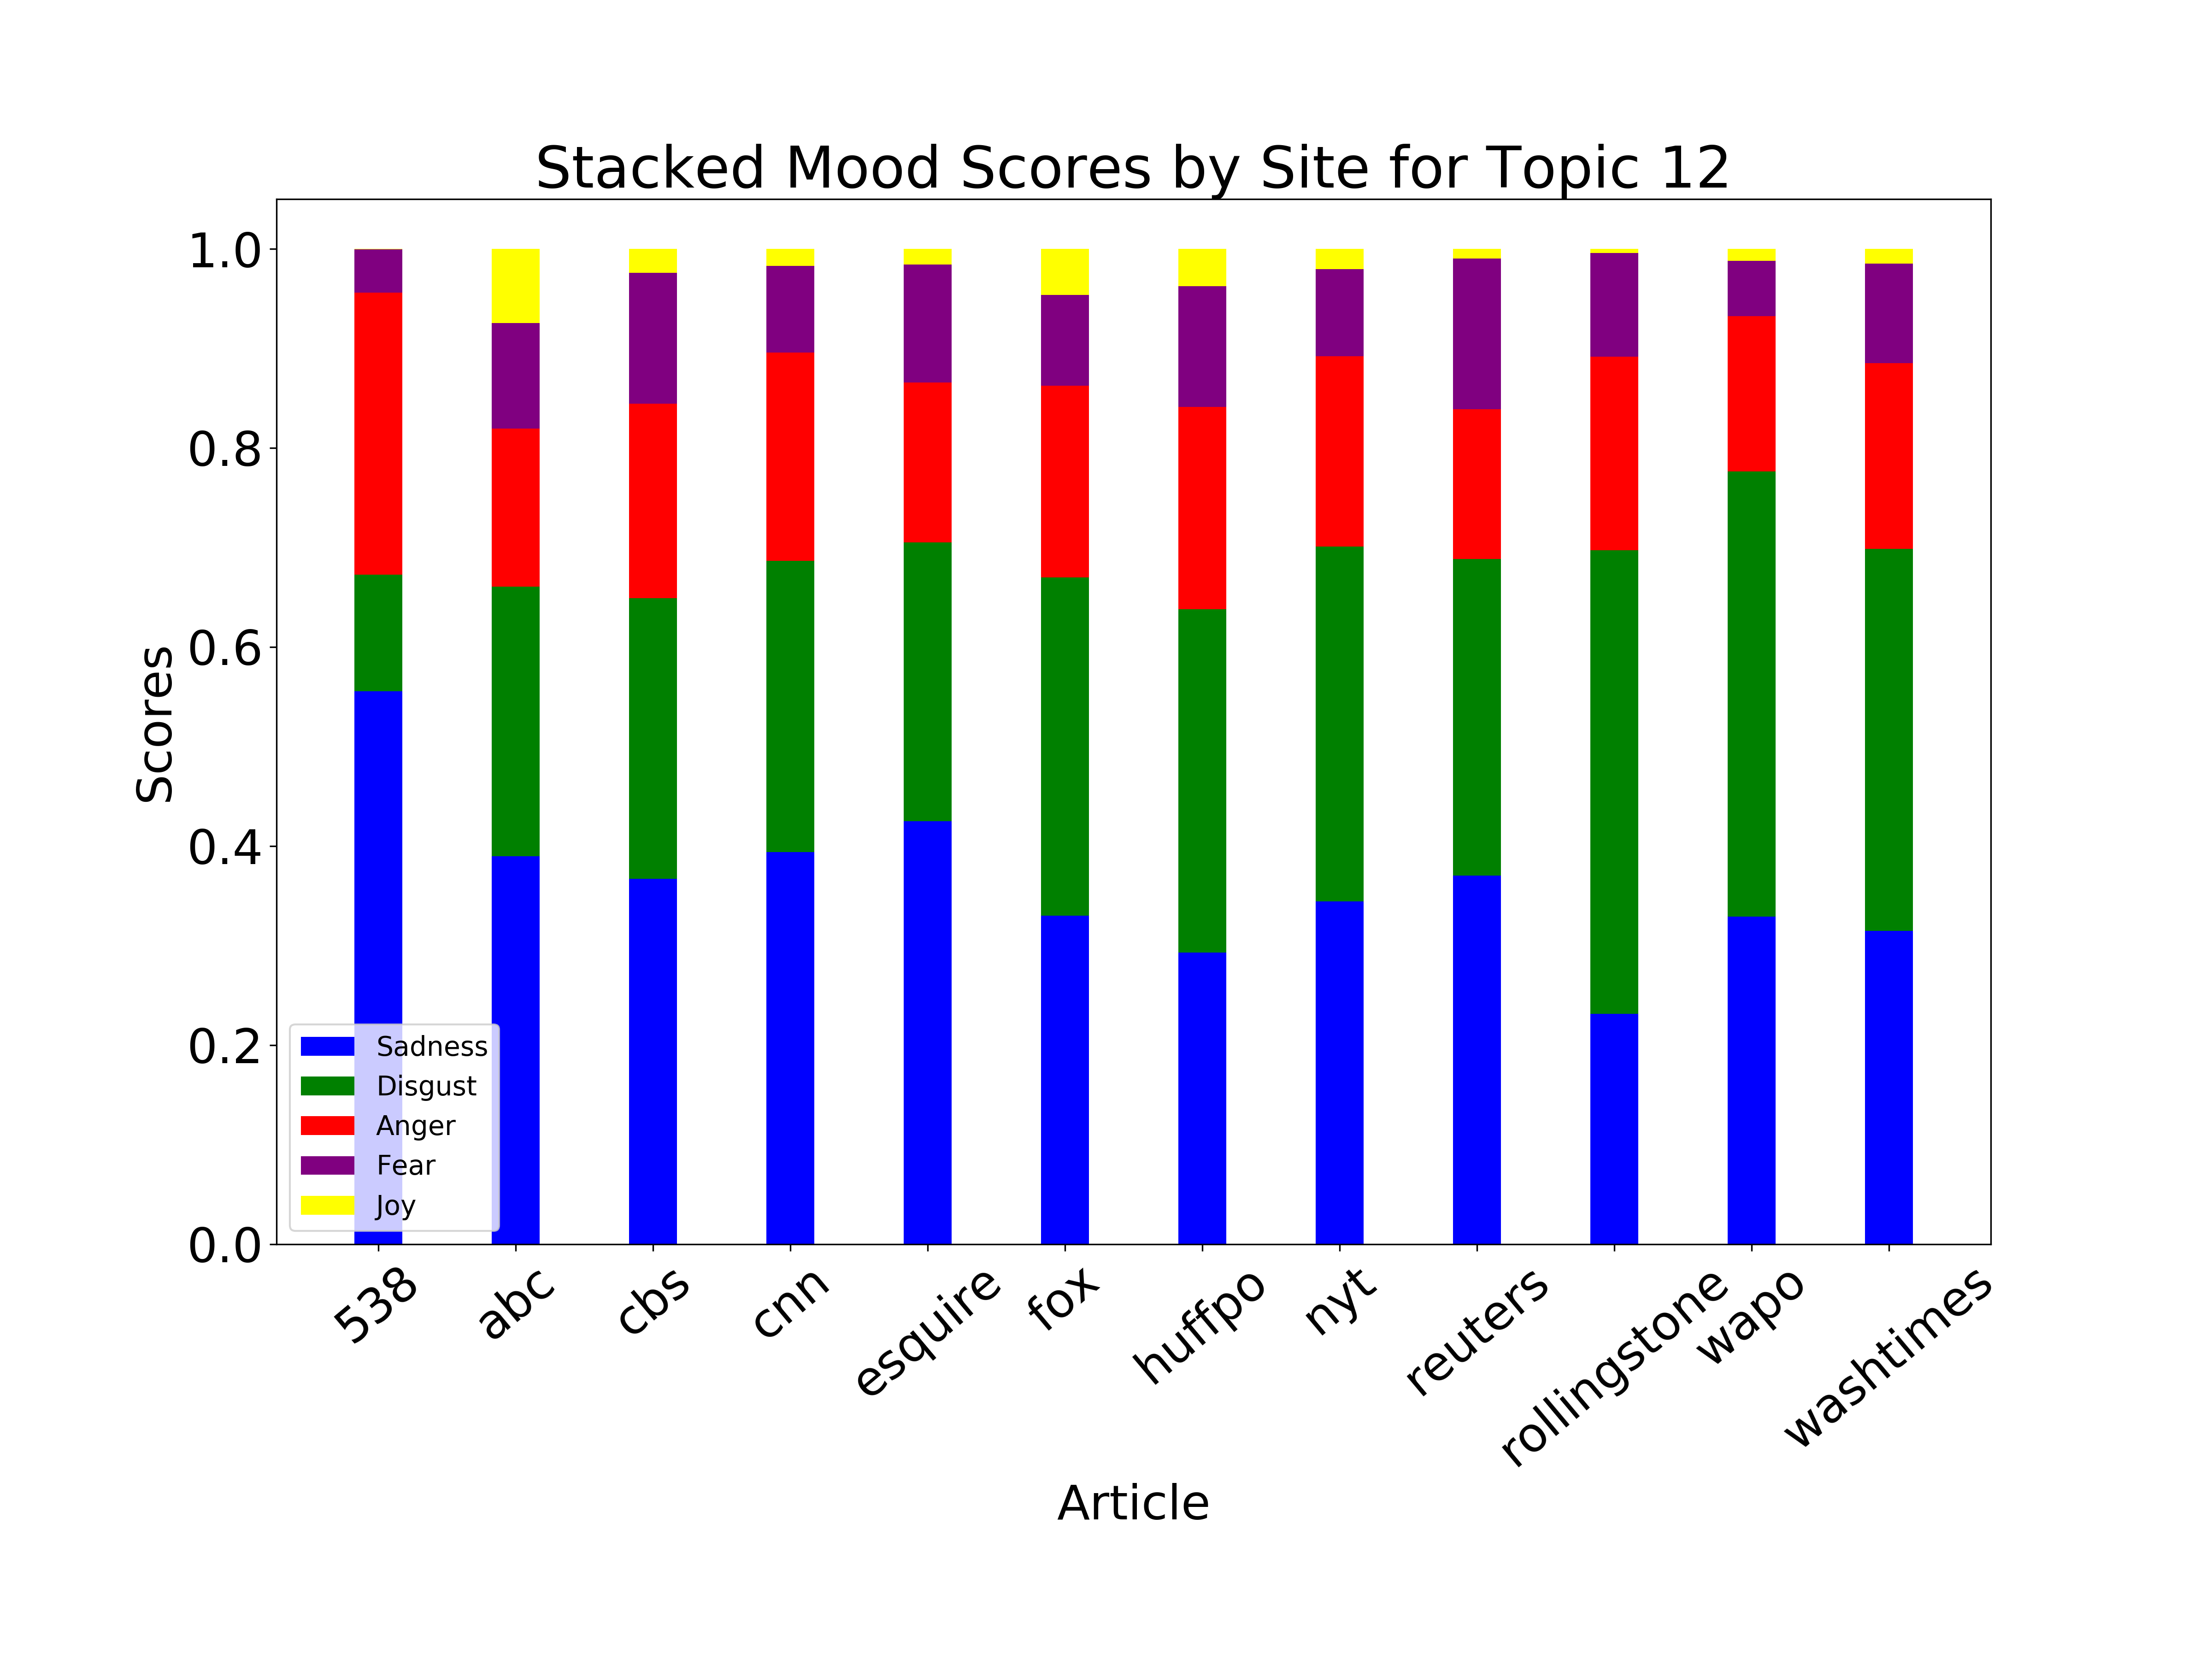 Stacked Mood Scores by Site for Topic 12
Scores
1.0
0.8
0.6
0.4
0.2
0.0
Sadness
Disgust
Anger
Fear
Joy
538
abc
cbs
cnn
esquire
fox
huffpo
nyt
reuters
rollingstone
wapo
washtimes
Article